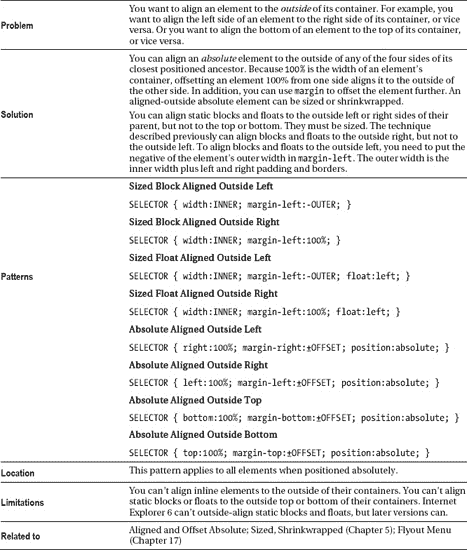 Problem
You want to align an element to the outside of its container. For example, you
want to align the left side of an element to the right side of its container, or vice
versa. Or you want to align the bottom of an element to the top of its container,
or vice versa.
Solution
You can align an absolute element to the outside of any of the four sides of its
closest positioned ancestor. Because 100% is the width of an element's
container, offsetting an element 100% from one side aligns it to the outside of
the other side. In addition, you can use margin to offset the element further. An
aligned-outside absolute element can be sized or shrinkwrapped.
You can align static blocks and floats to the outside left or right sides of their
parent, but not to the top or bottom. They must be sized. The technique
described previously can align blocks and floats to the outside right, but not to
the outside left. To align blocks and floats to the outside left, you need to put the
negative of the element's outer width in margin-left. The outer width is the
inner width plus left and right padding and borders.
Patterns
Sized Block Aligned Outside Left
SELECTOR { width:INNER; margin-left:-OUTER; }
Sized Block Aligned Outside Right
SELECTOR { width:INNER; margin-left:100%; }
Sized Float Aligned Outside Left
SELECTOR { width:INNER; margin-left:-OUTER; float:left; }
Sized Float Aligned Outside Right
SELECTOR { width:INNER; margin-left:100%; float:left; }
Absolute Aligned Outside Left
SELECTOR { right:100%; margin-right:±OFFSET; position:absolute; }
Absolute Aligned Outside Right
SELECTOR { left:100%; margin-left:±OFFSET; position:absolute; }
Absolute Aligned Outside Top
SELECTOR { bottom:100%; margin-bottom:±OFFSET; position:absolute; }
Absolute Aligned Outside Bottom
SELECTOR { top:100%; margin-top:±OFFSET; position:absolute; }
Location
This pattern applies to all elements when positioned absolutely.
Limitations
You can't align inline elements to the outside of their containers. You can't align
static blocks or floats to the top or bottom of their containers. Internet
Explorer 6 can't outside-align static blocks and floats, but later versions can.
Related to
Aligned and Offset Absolute; Sized, Shrinkwrapped (Chapter 5); Flyout Menu
(Chapter 17)